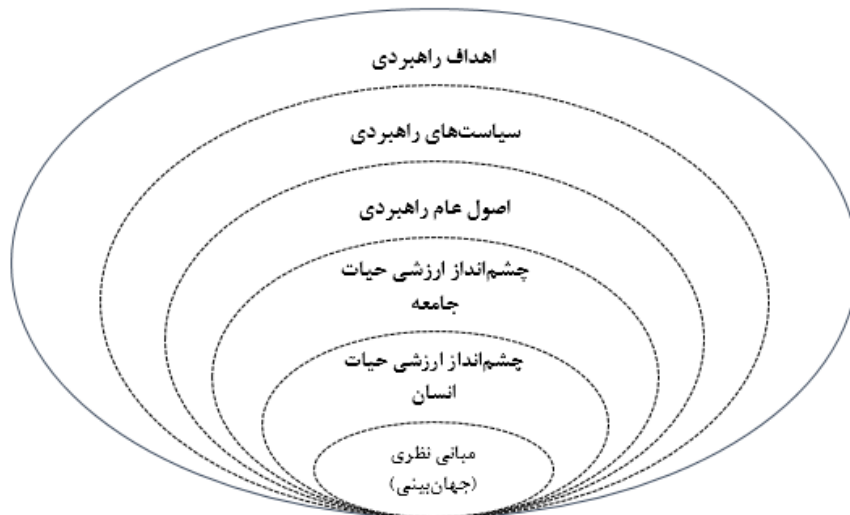 اهداف راهبردی
سیاست‌های راهبردی
اصول عام راهبردی
چشم‌انداز ارزشی حیات
جامعه
چشم‌انداز ارزشی حیات
انسان
مبانی نظری
(جهان‌بینی)